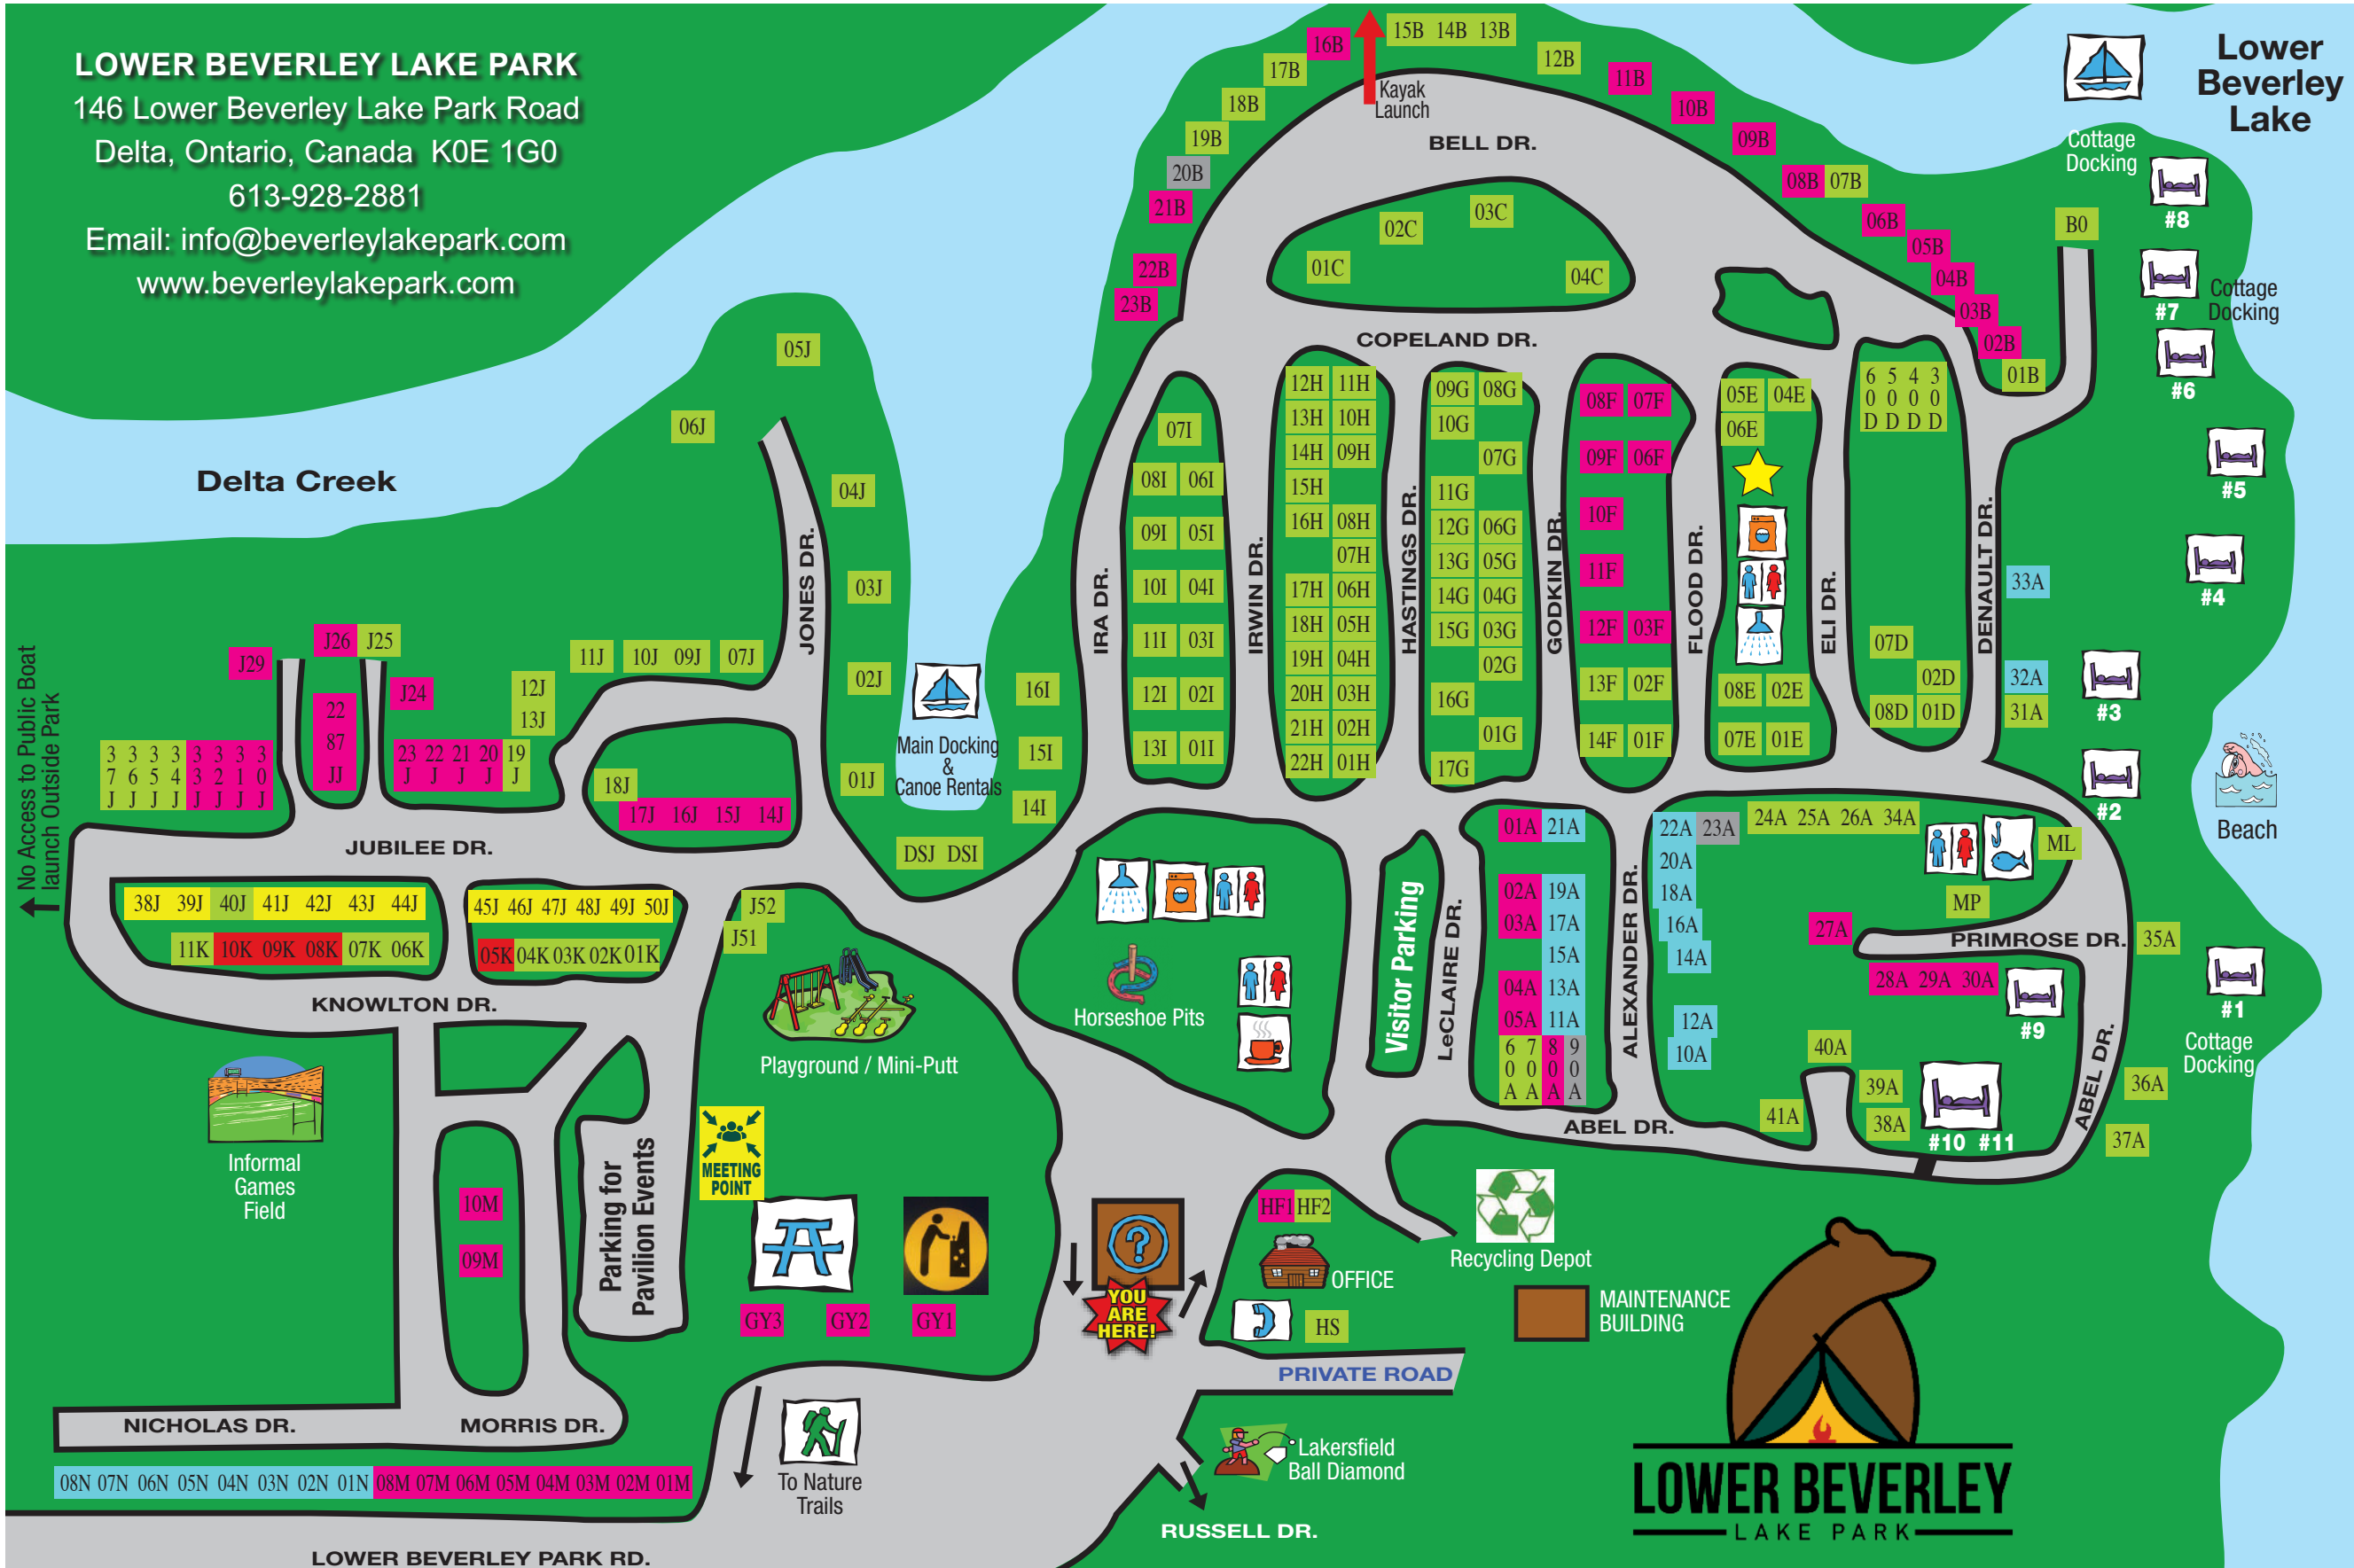 LOWER BEVERLEY LAKE PARK
146 Lower Beverley Lake Park Road
Delta, Ontario, Canada  K0E 1G0
613-928-2881
Email: info@beverleylakepark.com
www.beverleylakepark.com
Lower
Beverley
Lake
Cottage
Docking
#8
#7
Cottage
Docking
#6
#5
#4
#3
#2
Beach
#1
Cottage
Docking
#9
#10 #11
16B
15B 14B 13B
17B
12B
11B
18B
Kayak
Launch
10B
19B
09B
BELL DR.
20B
08B 07B
21B
06B
B0
05B
22B
04B
23B
03B
02B
01B
03C
02C
01C
04C
COPELAND DR.
Delta Creek
05J
06J
04J
03J
02J
01J
JONES DR.
11J
10J 09J
07J
12J
13J
J29
J26 J25
J24
22
87
JJ
3 3 3 3 3 3 3 3
7 6 5 4 3 2 1 0
J J J J J J J J
23 22 21 20 19
J J J J J
18J
17J 16J 15J 14J
Main Docking
&
Canoe Rentals
16I
15I
14I
DSJ DSI
IRA DR.
07I
08I 06I
09I 05I
10I 04I
11I 03I
12I 02I
13I 01I
IRWIN DR.
12H 11H
13H 10H
14H 09H
15H
16H 08H
07H
17H 06H
18H 05H
19H 04H
20H 03H
21H 02H
22H 01H
HASTINGS DR.
09G 08G
10G
07G
11G
12G 06G
13G 05G
14G 04G
15G 03G
02G
16G
01G
17G
GODKIN DR.
08F 07F
09F 06F
10F
11F
12F 03F
13F 02F
14F 01F
FLOOD DR.
05E 04E
06E
08E 02E
07E 01E
ELI DR.
6 5 4 3
0 0 0 0
D D D D
07D
02D
08D 01D
DENAULT DR.
33A
32A
31A
No Access to Public Boat
launch Outside Park
JUBILEE DR.
38J 39J 40J 41J 42J 43J 44J
45J 46J 47J 48J 49J 50J
11K 10K 09K 08K 07K 06K
05K 04K 03K 02K 01K
J52
J51
KNOWLTON DR.
Playground / Mini-Putt
Horseshoe Pits
Visitor Parking
LeCLAIRE DR.
01A 21A
02A 19A
03A 17A
15A
04A 13A
05A 11A
6 7 8 9
0 0 0 0
A A A A
ALEXANDER DR.
22A 23A
24A 25A 26A 34A
20A
18A
16A
14A
12A
10A
ML
MP
27A
PRIMROSE DR.
35A
28A 29A 30A
40A
39A
38A
41A
36A
37A
ABEL DR.
ABEL DR.
Informal
Games
Field
10M
09M
Parking for
Pavilion Events
MEETING
POINT
GY3
GY2
GY1
?
YOU
ARE
HERE!
HF1 HF2
OFFICE
HS
Recycling Depot
MAINTENANCE
BUILDING
PRIVATE ROAD
NICHOLAS DR.
MORRIS DR.
08N 07N 06N 05N 04N 03N 02N 01N 08M 07M 06M 05M 04M 03M 02M 01M
To Nature
Trails
Lakersfield
Ball Diamond
RUSSELL DR.
LOWER BEVERLEY PARK RD.
LOWER BEVERLEY
LAKE PARK